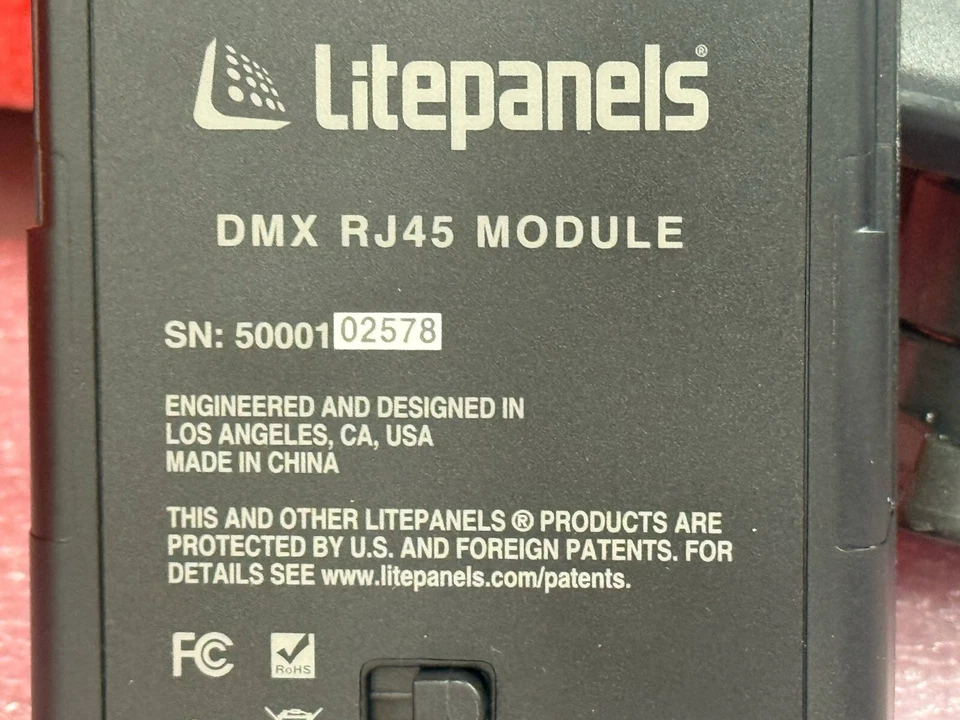 Litepanels®
DMX RJ45 MODULE
SN: 5000102578
ENGINEERED AND DESIGNED IN
LOS ANGELES, CA, USA
MADE IN CHINA
THIS AND OTHER LITEPANELS ® PRODUCTS ARE
PROTECTED BY U.S. AND FOREIGN PATENTS. FOR
DETAILS SEE www.litepanels.com/patents.
FC RoHS